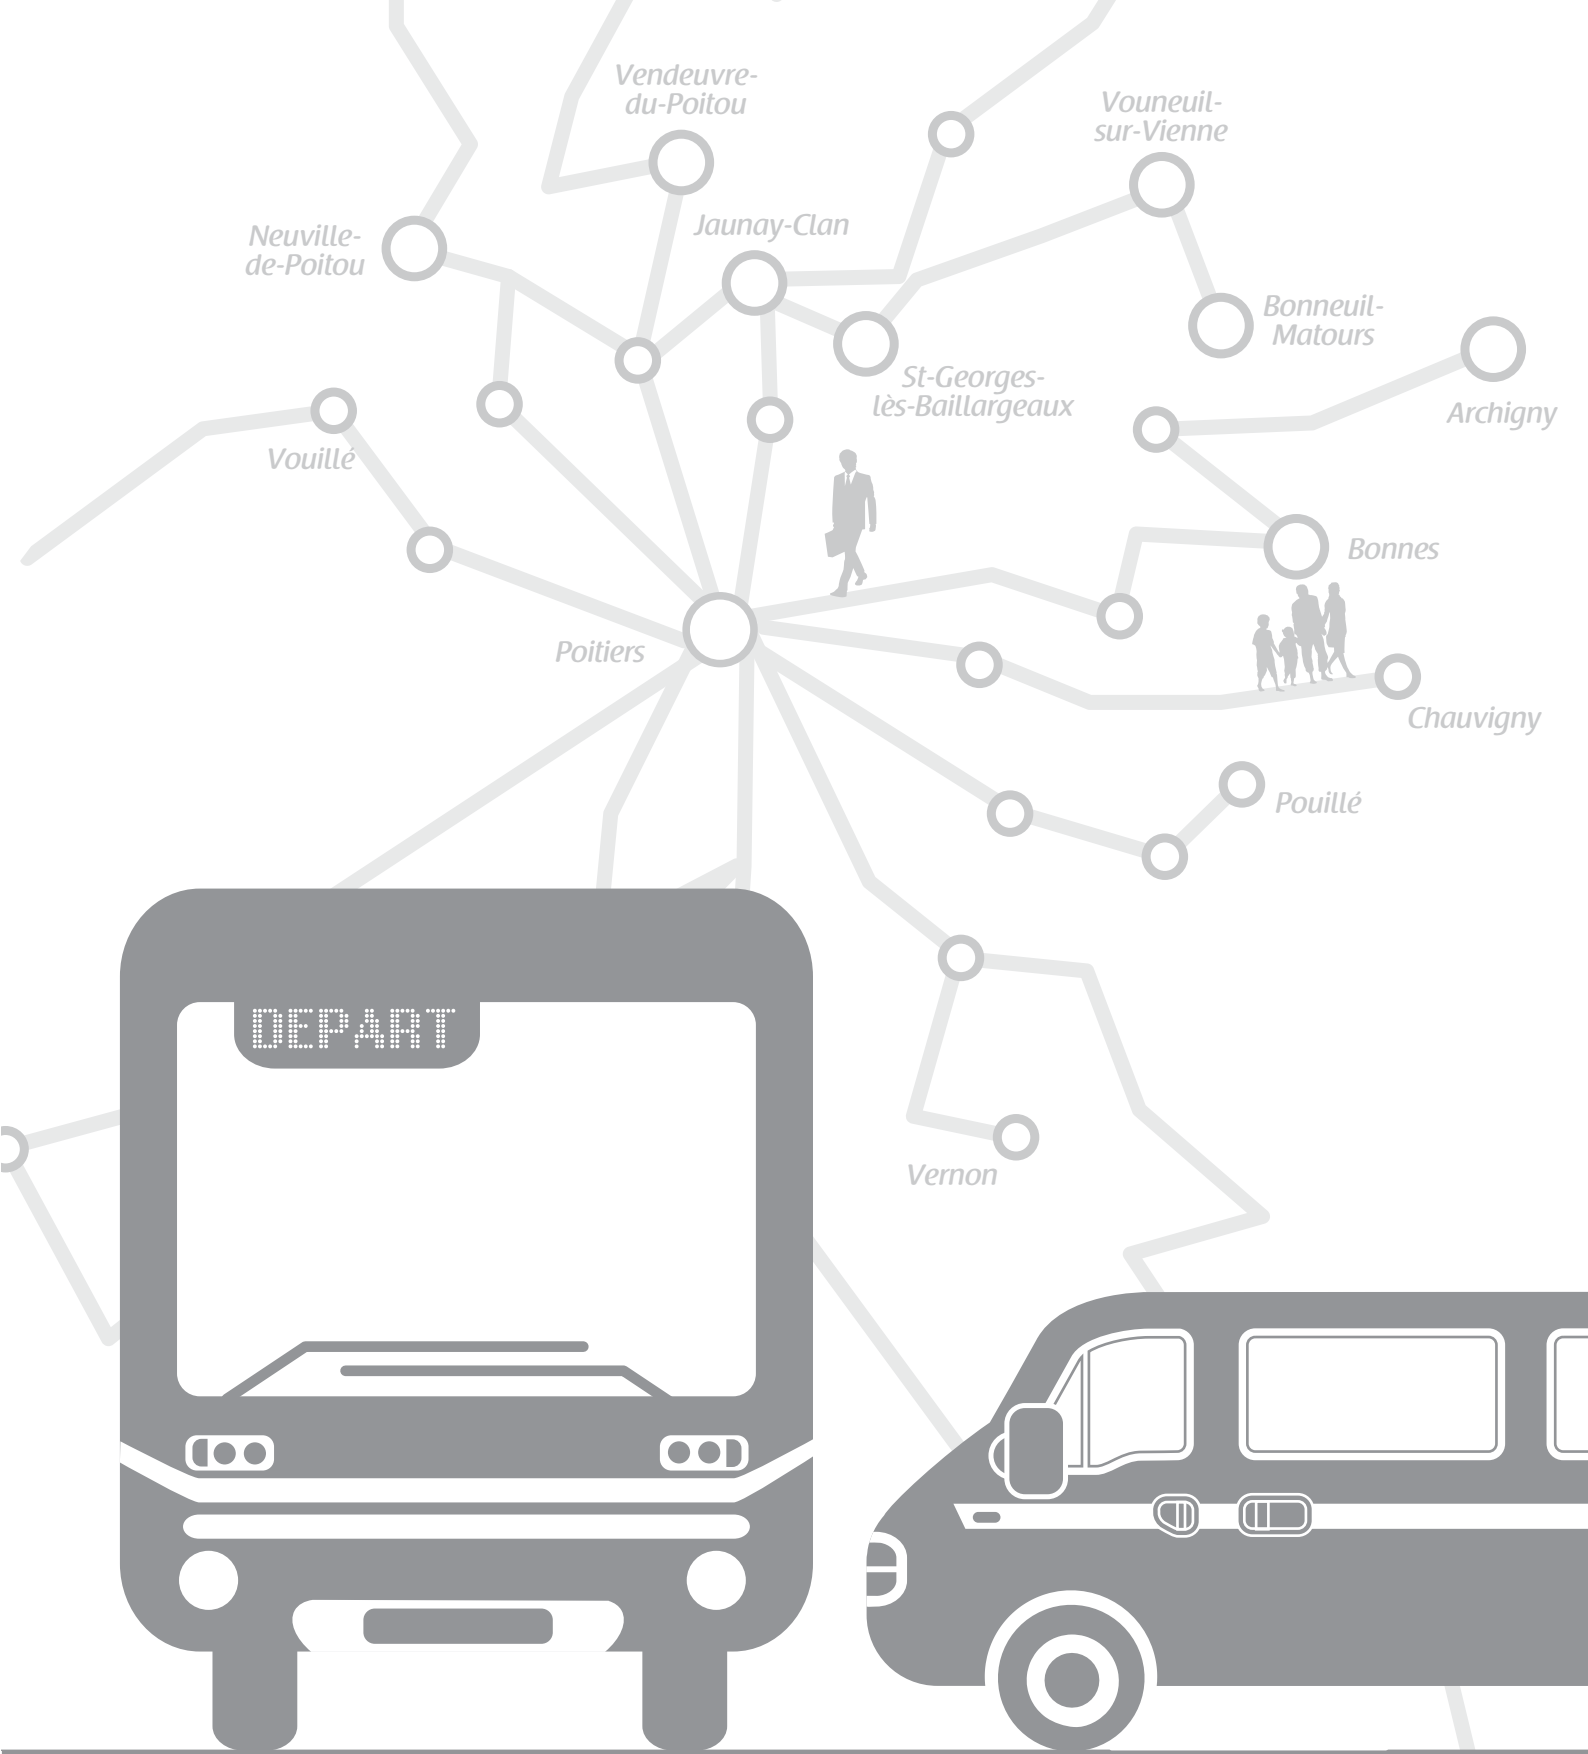 Vendeuvre-
du-Poitou
Vouneuil-
sur-Vienne
Neuville-
de-Poitou
Jaunay-Clan
Bonneuil-
Matours
St-Georges-
lès-Baillargeaux
Archigny
Vouillé
Bonnes
Poitiers
Chauvigny
Pouillé
DEPART
Vernon